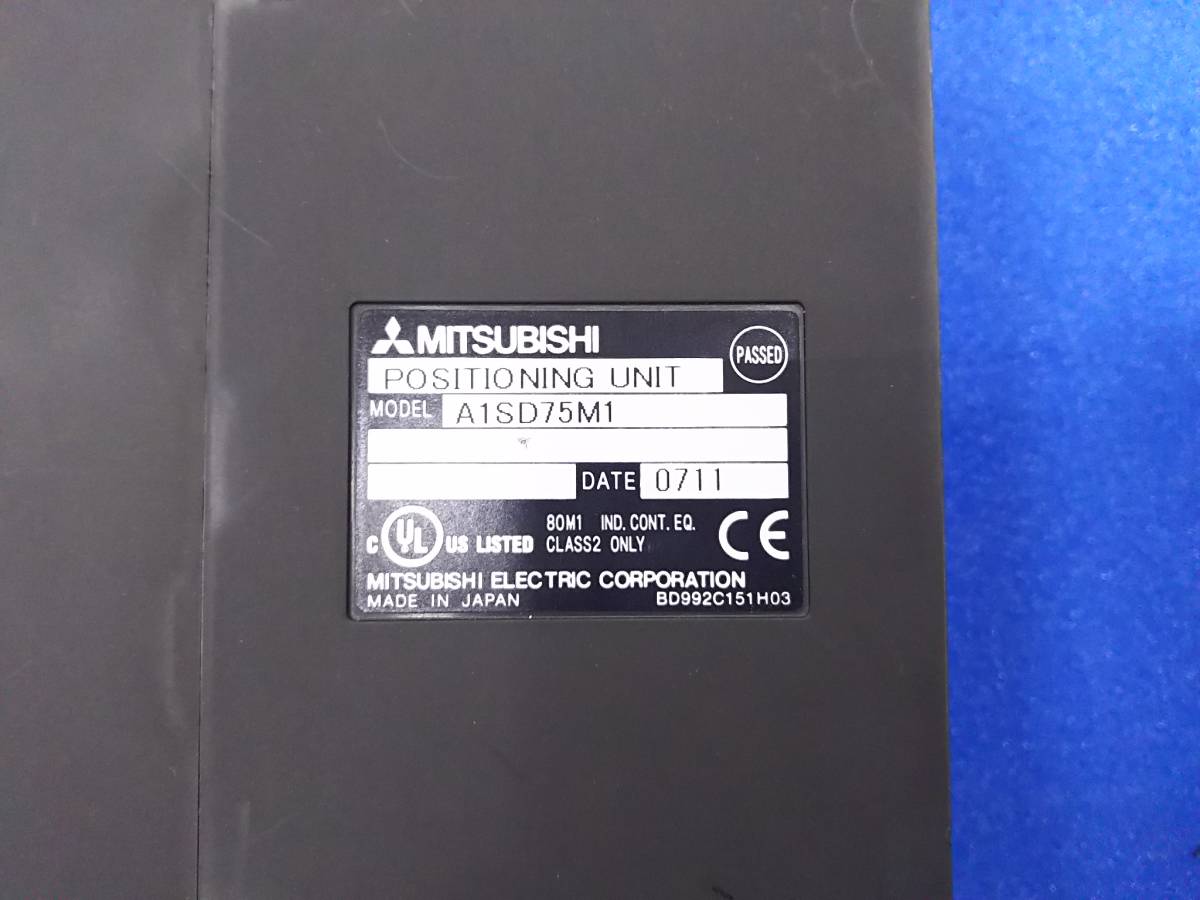 MITSUBISHI
PASSED
POSITIONING UNIT
MODEL A1SD75M1
DATE 0711
C UL US LISTED 80M1 IND. CONT. EQ.
CLASS2 ONLY
CE
MITSUBISHI ELECTRIC CORPORATION
MADE IN JAPAN BD992C151H03